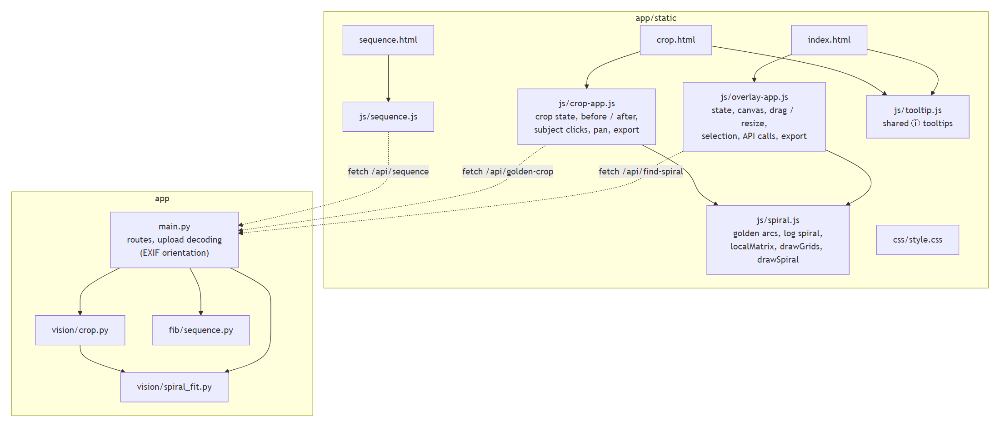 app/static
sequence.html
crop.html
index.html
js/sequence.js
js/crop-app.js
crop state, before / after,
subject clicks, pan, export
js/overlay-app.js
state, canvas, drag /
resize,
selection, API calls, export
js/tooltip.js
shared ⓘ tooltips
fetch /api/sequence
fetch /api/golden-crop
fetch /api/find-spiral
app
main.py
routes, upload decoding
(EXIF orientation)
js/spiral.js
golden arcs, log spiral,
localMatrix, drawGrids,
drawSpiral
css/style.css
vision/crop.py
fib/sequence.py
vision/spiral_fit.py